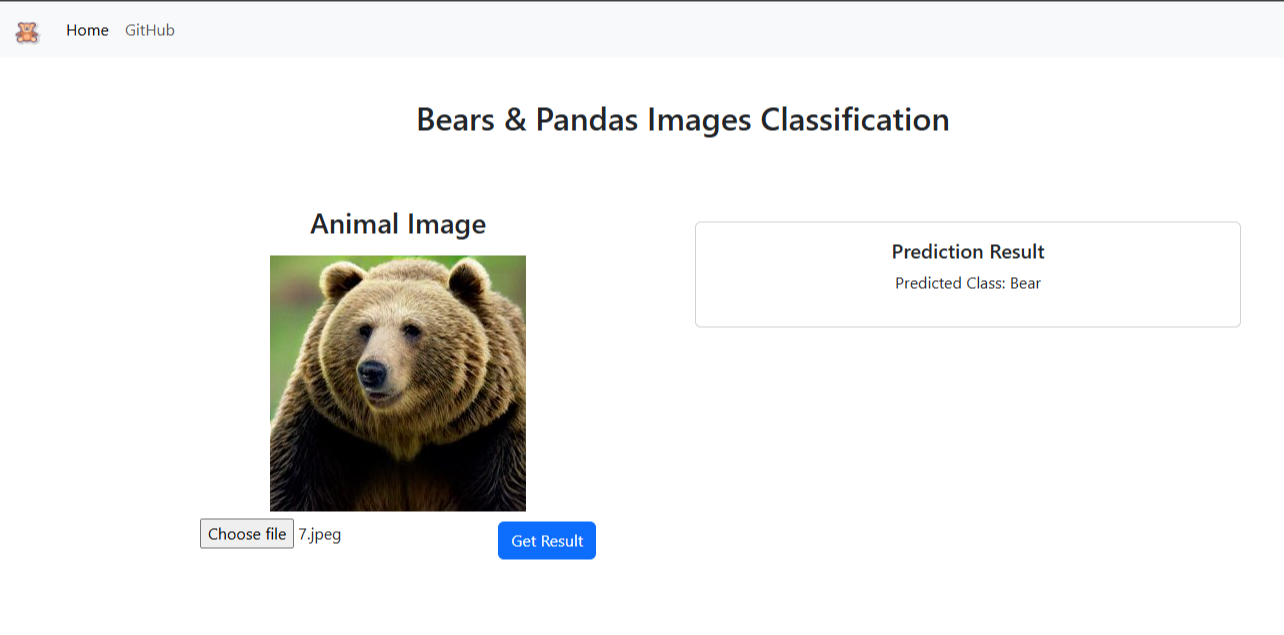 Home GitHub
Bears & Pandas Images Classification
Animal Image
Choose file 7.jpeg
Get Result
Prediction Result
Predicted Class: Bear